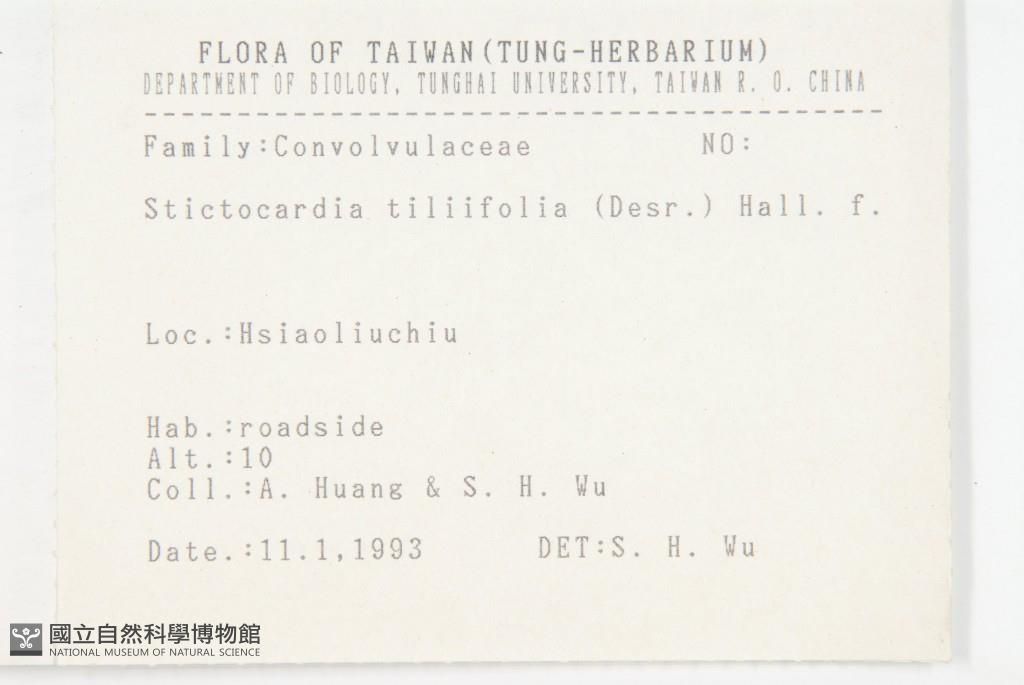 FLORA OF TAIWAN(TUNG-HERBARIUM)
DEPARTMENT OF BIOLOGY, TUNGHAI UNIVERSITY, TAIWAN R. O. CHINA
Family:Convolvulaceae NO:
Stictocardia tiliifolia (Desr.) Hall. f.
Loc.:Hsiaoliuchiu
Hab.:roadside
Alt.:10
Coll.:A. Huang & S. H. Wu
Date.:11.1,1993 DET:S. H. Wu
國立自然科學博物館
NATIONAL MUSEUM OF NATURAL SCIENCE